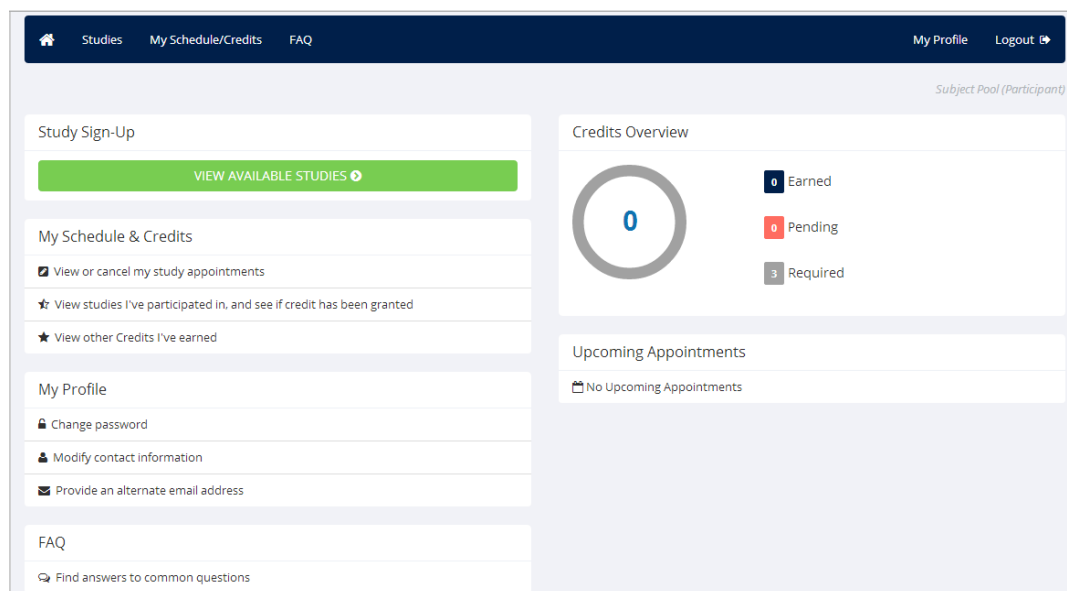 Studies My Schedule/Credits FAQ My Profile Logout
Subject Pool (Participant)
Study Sign-Up
VIEW AVAILABLE STUDIES
My Schedule & Credits
View or cancel my study appointments
View studies I've participated in, and see if credit has been granted
View other Credits I've earned
My Profile
Change password
Modify contact information
Provide an alternate email address
FAQ
Find answers to common questions
Credits Overview
0
0 Earned
0 Pending
3 Required
Upcoming Appointments
No Upcoming Appointments